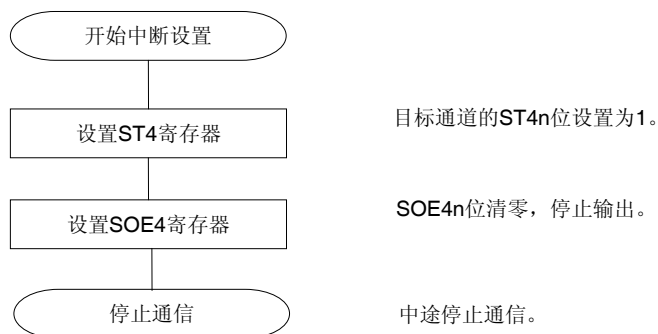 开始中断设置
设置ST4寄存器
目标通道的ST4n位设置为1。
设置SOE4寄存器
SOE4n位清零，停止输出。
停止通信
中途停止通信。